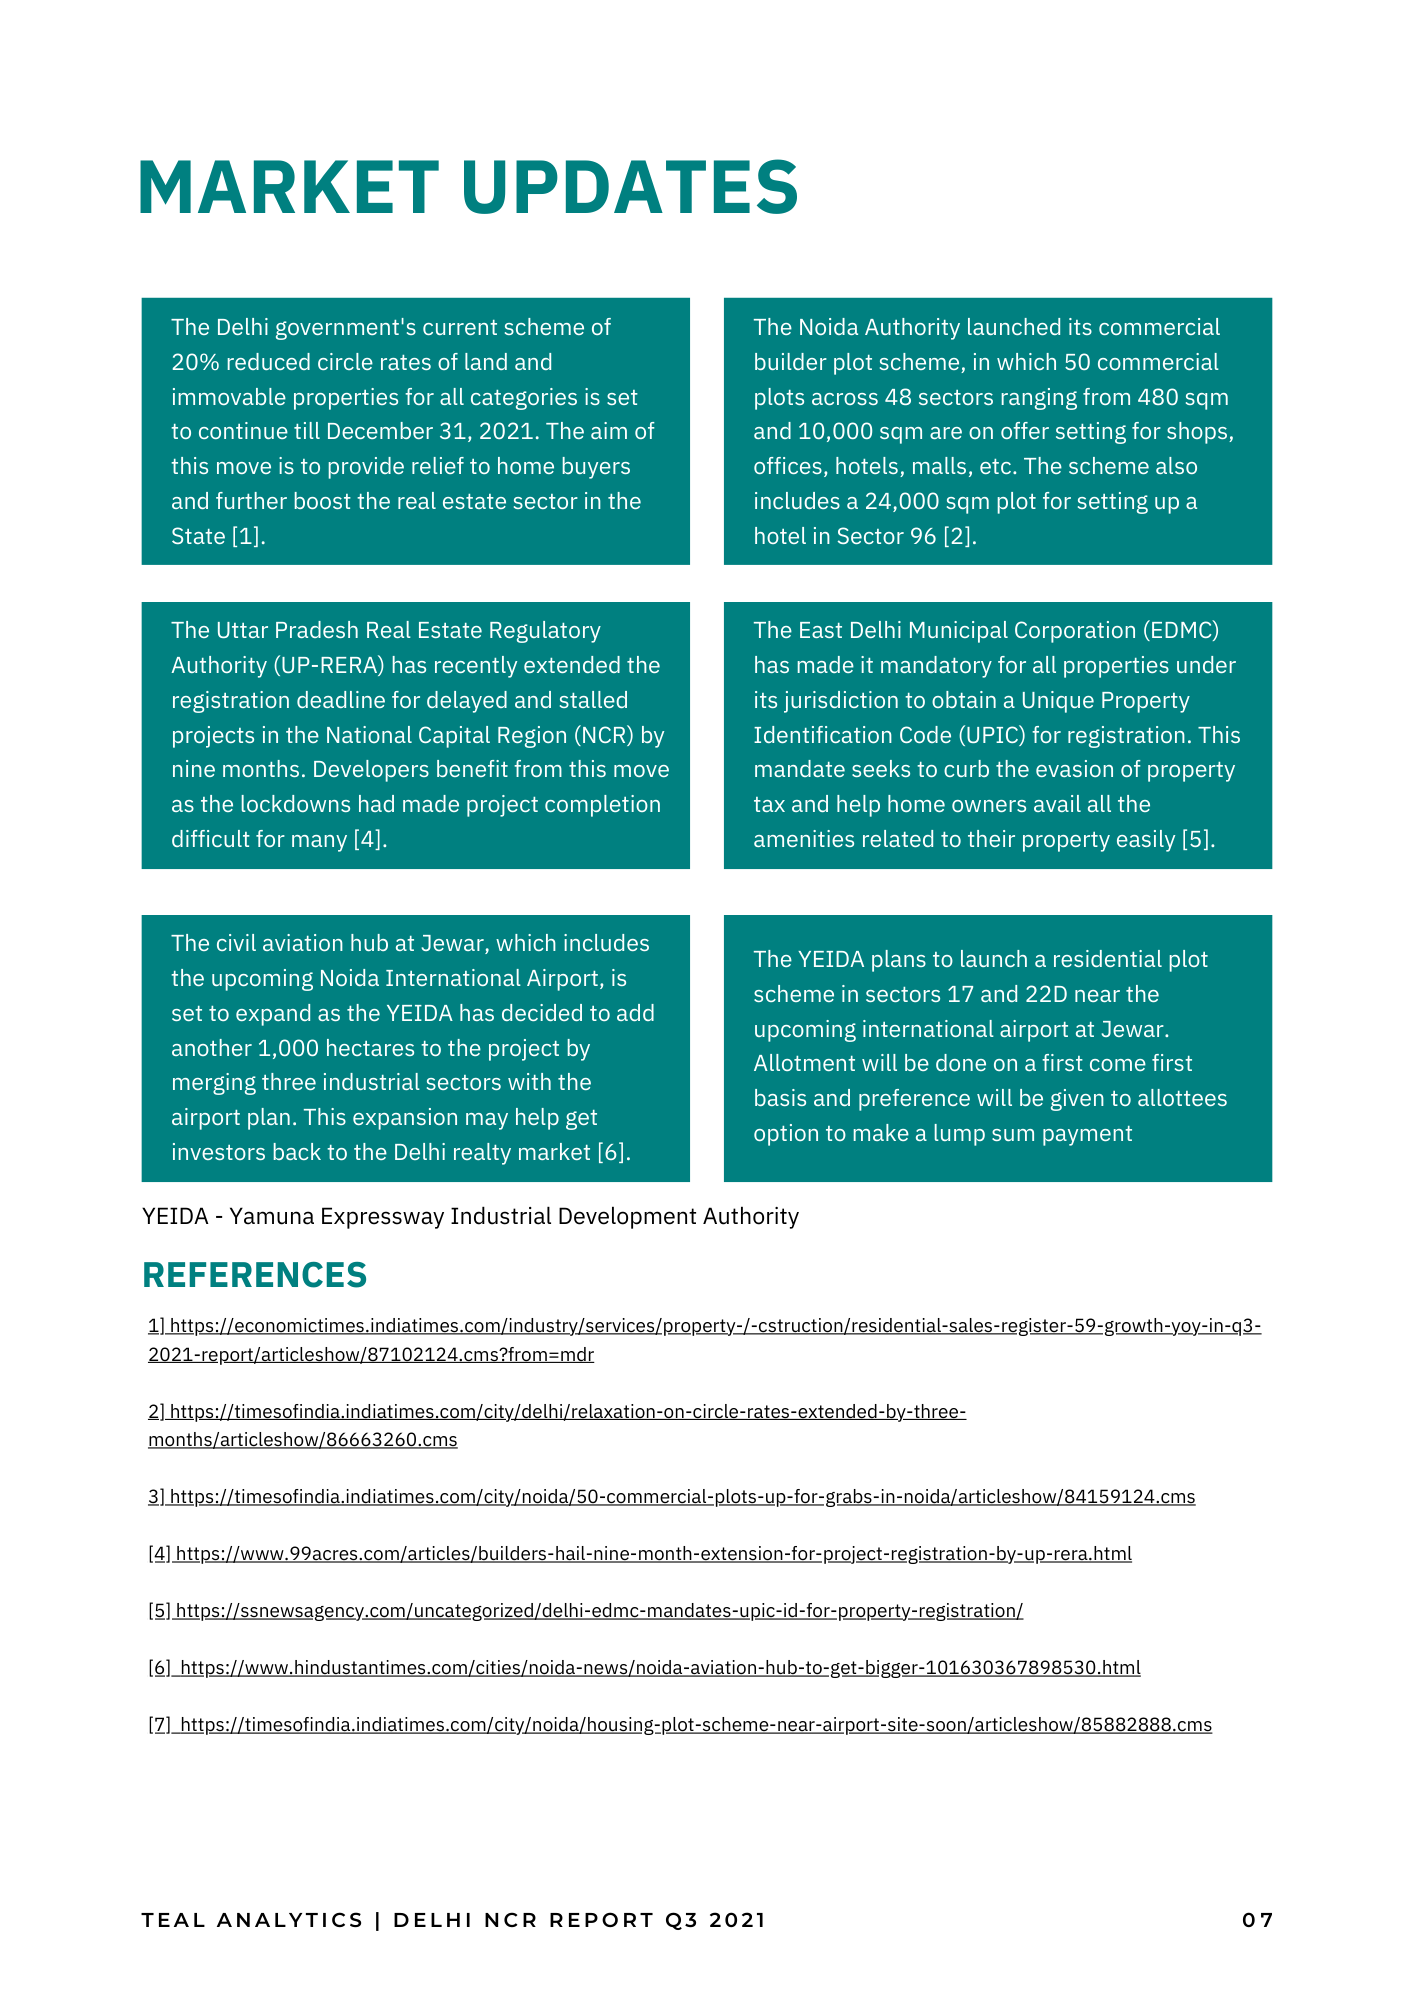 MARKET UPDATES
The Delhi government's current scheme of
20% reduced circle rates of land and
immovable properties for all categories is set
to continue till December 31, 2021. The aim of
this move is to provide relief to home buyers
and further boost the real estate sector in the
State [1].
The Noida Authority launched its commercial
builder plot scheme, in which 50 commercial
plots across 48 sectors ranging from 480 sqm
and 10,000 sqm are on offer setting for shops,
offices, hotels, malls, etc. The scheme also
includes a 24,000 sqm plot for setting up a
hotel in Sector 96 [2].
The Uttar Pradesh Real Estate Regulatory
Authority (UP-RERA) has recently extended the
registration deadline for delayed and stalled
projects in the National Capital Region (NCR) by
nine months. Developers benefit from this move
as the lockdowns had made project completion
difficult for many [4].
The East Delhi Municipal Corporation (EDMC)
has made it mandatory for all properties under
its jurisdiction to obtain a Unique Property
Identification Code (UPIC) for registration. This
mandate seeks to curb the evasion of property
tax and help home owners avail all the
amenities related to their property easily [5].
The civil aviation hub at Jewar, which includes
the upcoming Noida International Airport, is
set to expand as the YEIDA has decided to add
another 1,000 hectares to the project by
merging three industrial sectors with the
airport plan. This expansion may help get
investors back to the Delhi realty market [6].
The YEIDA plans to launch a residential plot
scheme in sectors 17 and 22D near the
upcoming international airport at Jewar.
Allotment will be done on a first come first
basis and preference will be given to allottees
option to make a lump sum payment
YEIDA - Yamuna Expressway Industrial Development Authority
REFERENCES
1] https://economictimes.indiatimes.com/industry/services/property-/-cstruction/residential-sales-register-59-growth-yoy-in-q3-
2021-report/articleshow/87102124.cms?from=mdr
2] https://timesofindia.indiatimes.com/city/delhi/relaxation-on-circle-rates-extended-by-three-
months/articleshow/86663260.cms
3] https://timesofindia.indiatimes.com/city/noida/50-commercial-plots-up-for-grabs-in-noida/articleshow/84159124.cms
[4] https://www.99acres.com/articles/builders-hail-nine-month-extension-for-project-registration-by-up-rera.html
[5] https://ssnewsagency.com/uncategorized/delhi-edmc-mandates-upic-id-for-property-registration/
[6]  https://www.hindustantimes.com/cities/noida-news/noida-aviation-hub-to-get-bigger-101630367898530.html
[7]  https://timesofindia.indiatimes.com/city/noida/housing-plot-scheme-near-airport-site-soon/articleshow/85882888.cms
TEAL ANALYTICS | DELHI NCR REPORT Q3 2021
07